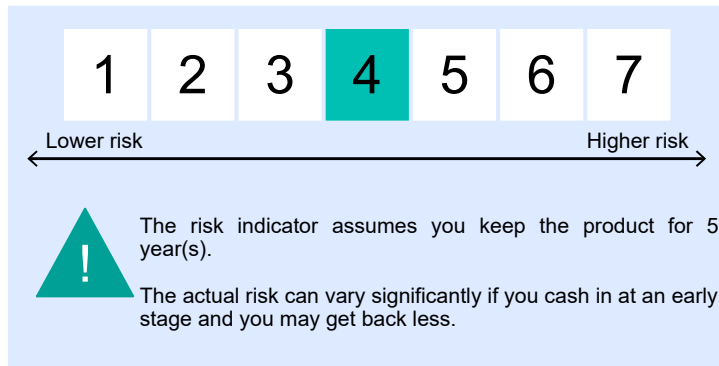 1 2 3 4 5 6 7
Lower risk Higher risk
!
The risk indicator assumes you keep the product for 5
year(s).
The actual risk can vary significantly if you cash in at an early
stage and you may get back less.